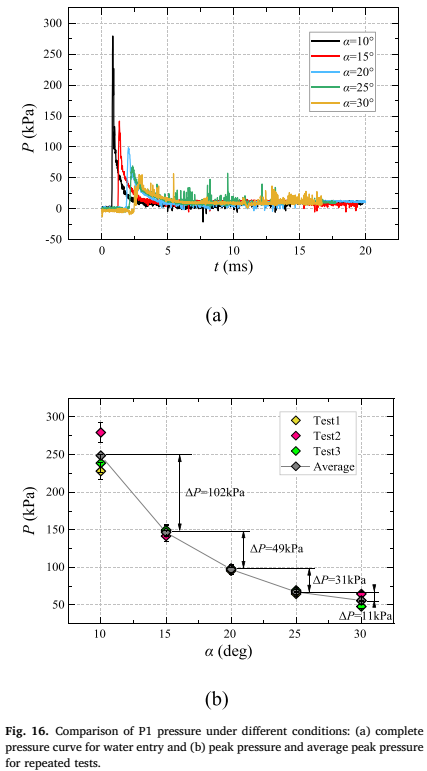 300
250
200
150
100
50
0
-50
P (kPa)
α=10°
α=15°
α=20°
α=25°
α=30°
0
5
10
15
20
t (ms)
(a)
300
250
200
150
100
50
P (kPa)
Test1
Test2
Test3
Average
ΔP=102kPa
ΔP=49kPa
ΔP=31kPa
ΔP=11kPa
10
15
20
25
30
α (deg)
(b)
Fig. 16. Comparison of P1 pressure under different conditions: (a) complete
pressure curve for water entry and (b) peak pressure and average peak pressure
for repeated tests.